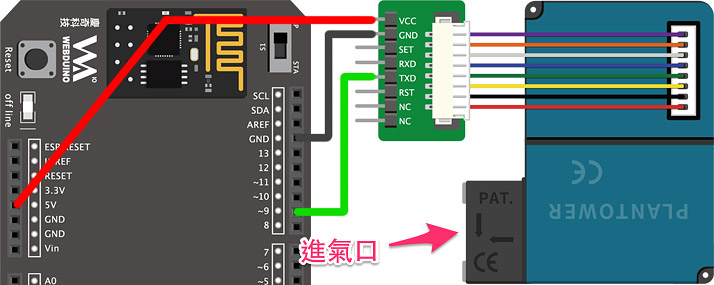 慶奇科技
WEBDUINO
IO
Reset
off line
S1
STA
ESP RESET
RESET
3.3V
5V
GND
GND
Vin
A0
SCL
SDA
AREF
GND
13
12
~11
~10
~9
8
7
~6
~5
VCC
GND
SET
RXD
TXD
RST
NC
NC
進氣口
PAT.
CE
CE
PLANTOWER